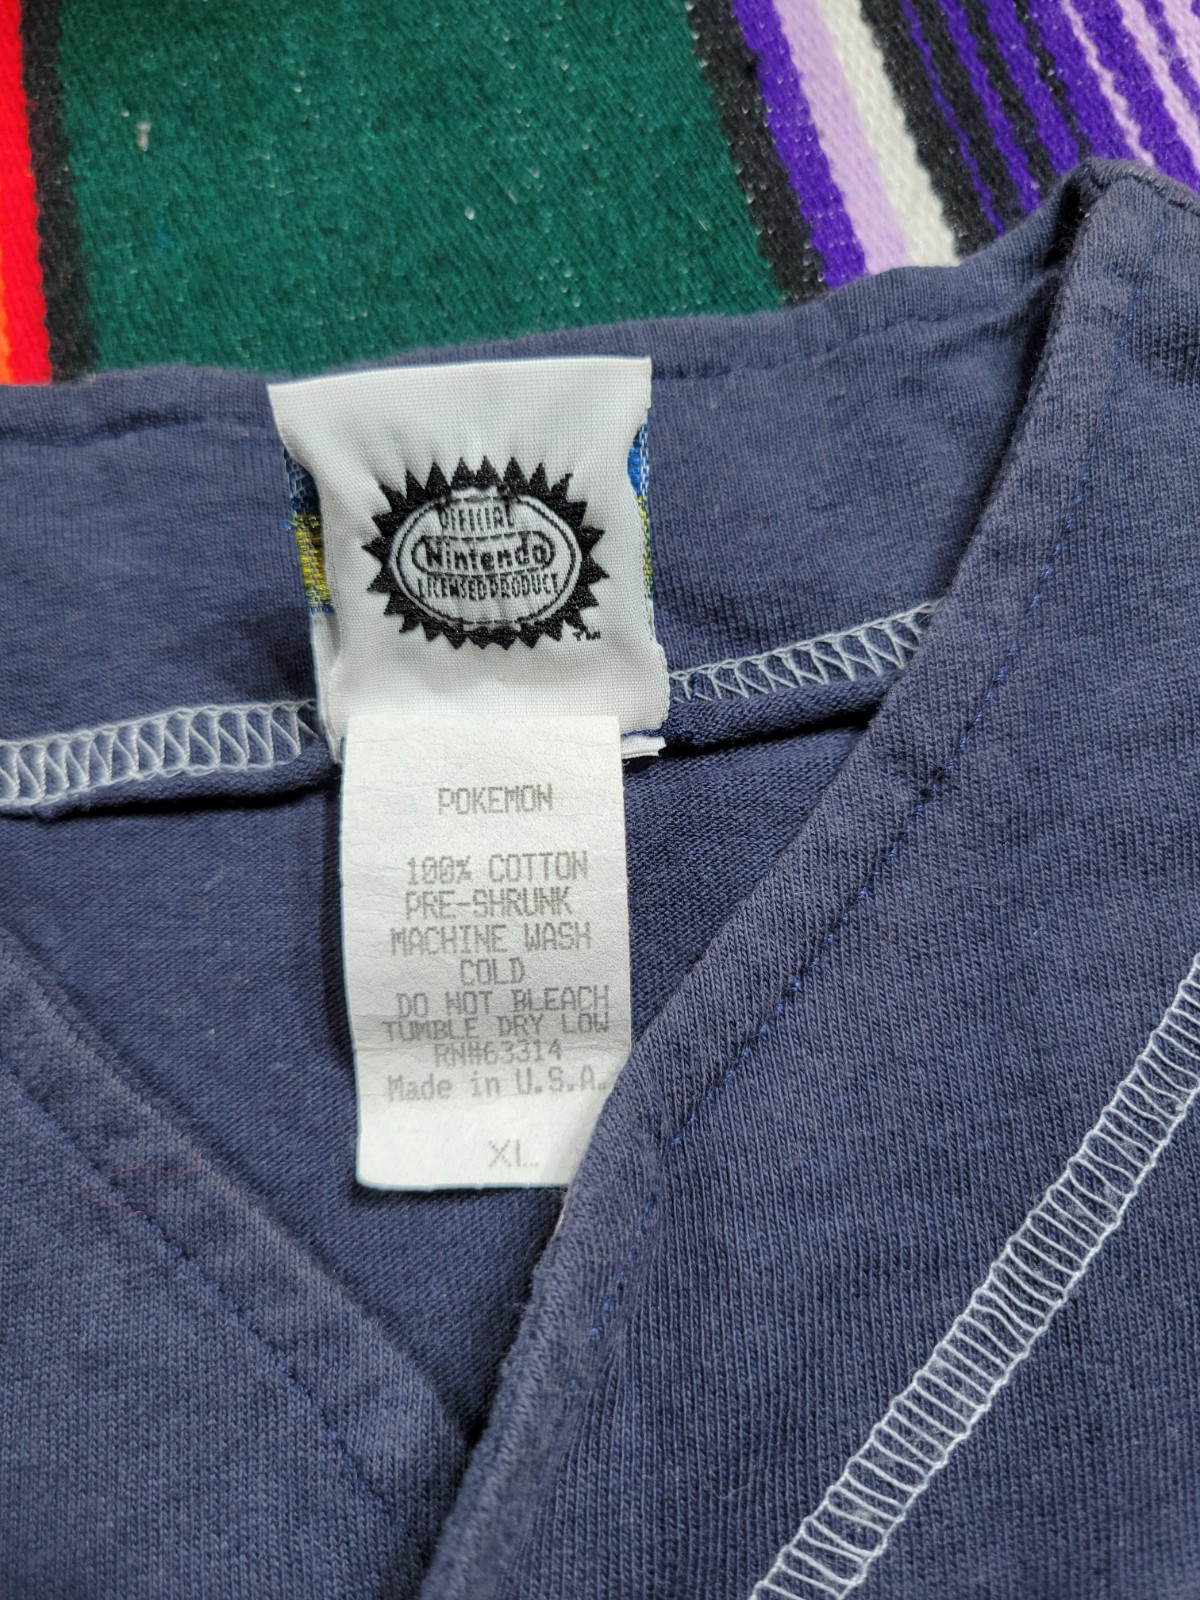 OFFICIAL
Nintendo
LICENSED PRODUCT
TM
POKEMON
100% COTTON
PRE-SHRUNK
MACHINE WASH
COLD
DO NOT BLEACH
TUMBLE DRY LOW
RN#63314
Made in U.S.A.
XL